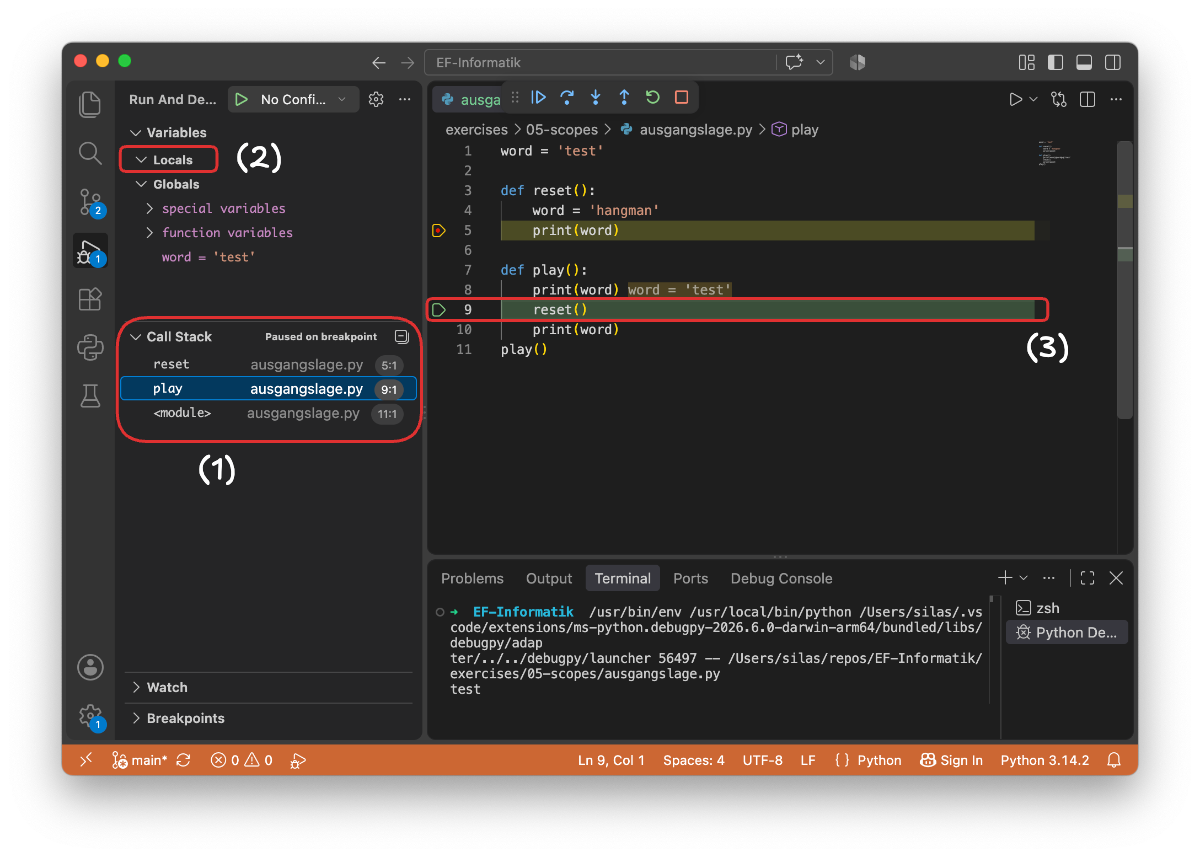 EF-Informatik
Run And De...
No Confi...
Variables
Locals
(2)
Globals
special variables
function variables
word = 'test'
Call Stack
Paused on breakpoint
reset ausgangslage.py 5:1
play ausgangslage.py 9:1
<module> ausgangslage.py 11:1
(1)
Watch
Breakpoints
2
1
1
ausga
exercises > 05-scopes > ausgangslage.py > play
1 word = 'test'
2
3 def reset():
4 word = 'hangman'
5 print(word)
6
7 def play():
8 print(word) word = 'test'
9 reset()
10 print(word)
11 play()
(3)
Problems Output Terminal Ports Debug Console
EF-Informatik /usr/bin/env /usr/local/bin/python /Users/silas/.vs
code/extensions/ms-python.debugpy-2026.6.0-darwin-arm64/bundled/libs/
debugpy/adap
ter/../../debugpy/launcher 56497 -- /Users/silas/repos/EF-Informatik/
exercises/05-scopes/ausgangslage.py
test
zsh
Python De...
main* 0 0 Ln 9, Col 1 Spaces: 4 UTF-8 LF { } Python Sign In Python 3.14.2